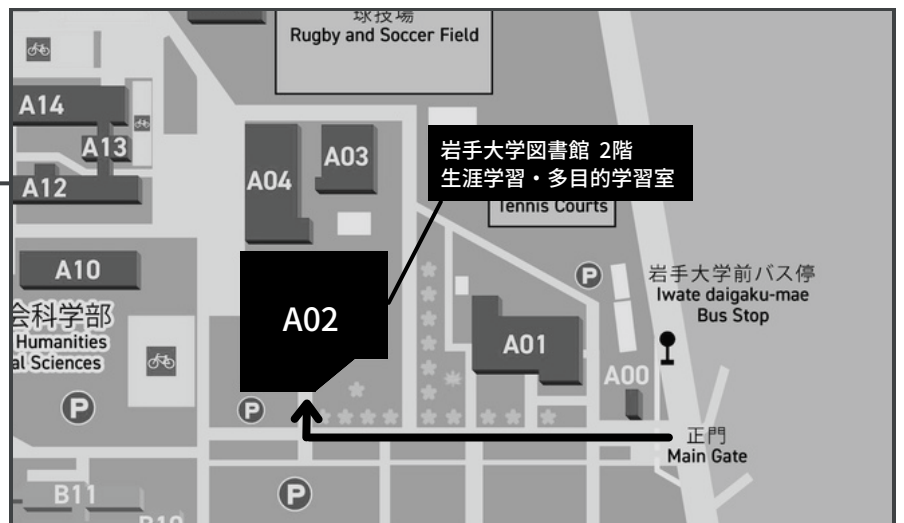 球技場
Rugby and Soccer Field
A14
A13
A12
A04
A03
岩手大学図書館 2階
生涯学習・多目的学習室
Tennis Courts
A10
会科学部
Humanities
al Sciences
A02
A01
P
岩手大学前バス停
Iwate daigaku-mae
Bus Stop
A00
P
P
正門
Main Gate
B11
P
B10